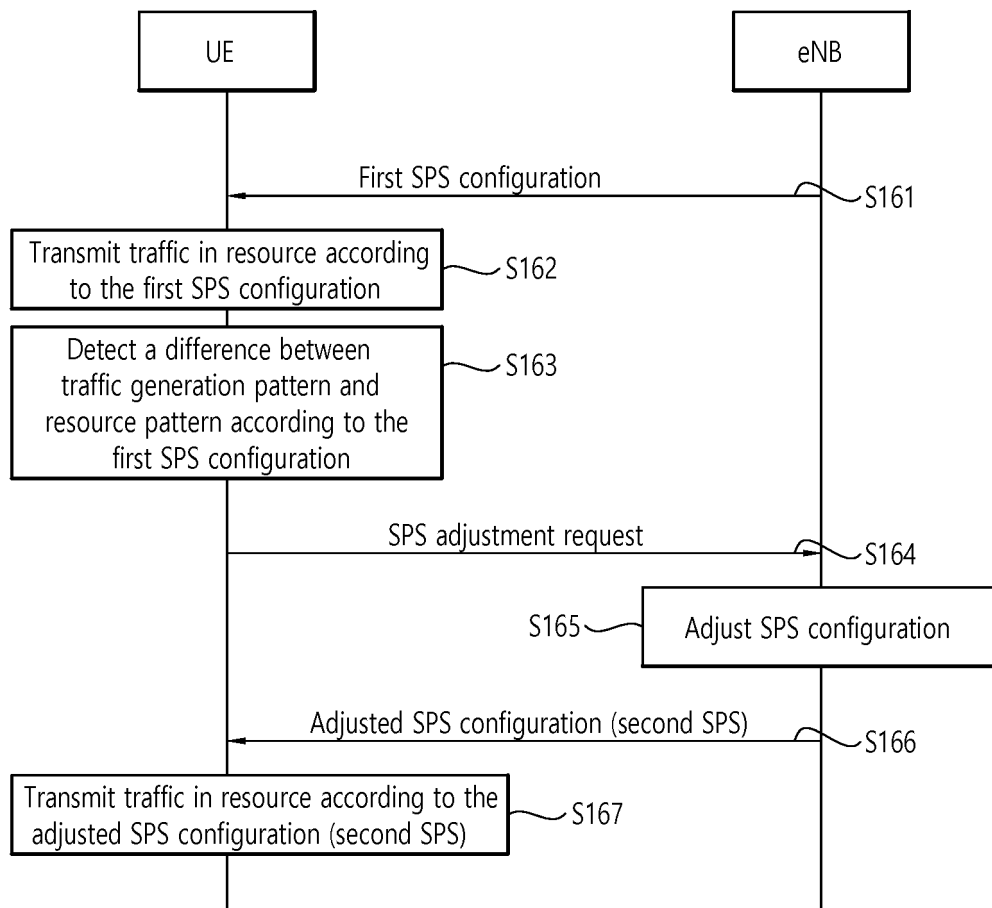 UE
eNB
First SPS configuration
S161
Transmit traffic in resource according
to the first SPS configuration
S162
Detect a difference between
traffic generation pattern and
resource pattern according to the
first SPS configuration
S163
SPS adjustment request
S164
S165
Adjust SPS configuration
Adjusted SPS configuration (second SPS)
S166
Transmit traffic in resource according to the
adjusted SPS configuration (second SPS)
S167